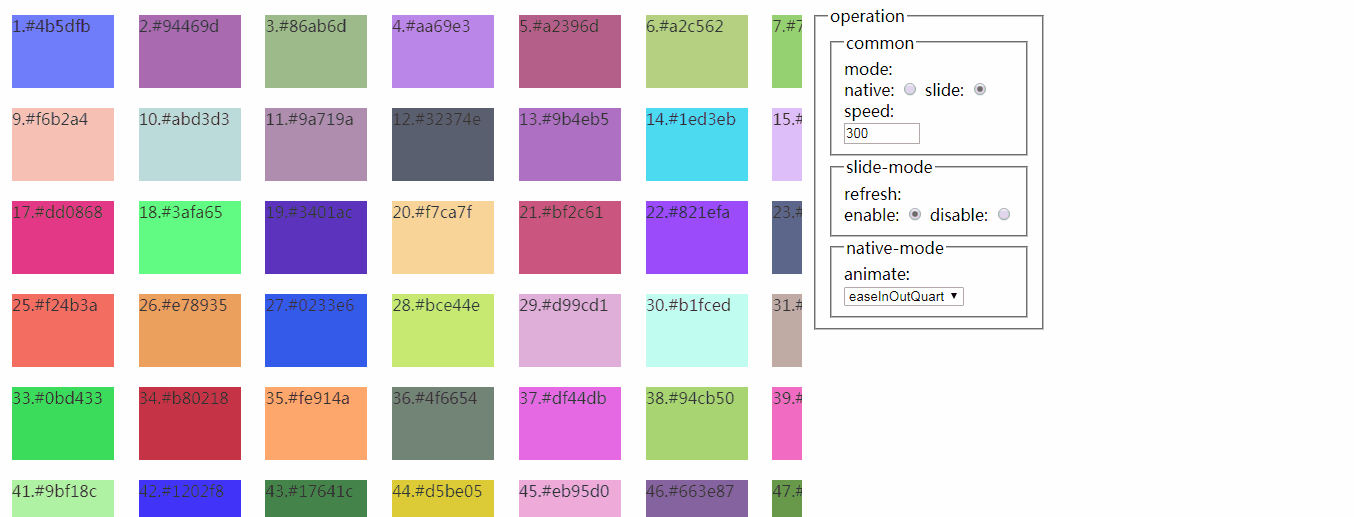 1.#4b5dfb 2.#94469d 3.#86ab6d 4.#aa69e3 5.#a2396d 6.#a2c562 7.#7
9.#f6b2a4 10.#abd3d3 11.#9a719a 12.#32374e 13.#9b4eb5 14.#1ed3eb 15.#
17.#dd0868 18.#3afa65 19.#3401ac 20.#f7ca7f 21.#bf2c61 22.#821efa 23.#
25.#f24b3a 26.#e78935 27.#0233e6 28.#bce44e 29.#d99cd1 30.#b1fced 31.#
33.#0bd433 34.#b80218 35.#fe914a 36.#4f6654 37.#df44db 38.#94cb50 39.#
41.#9bf18c 42.#1202f8 43.#17641c 44.#d5be05 45.#eb95d0 46.#663e87 47.#
operation
common
mode:
native: slide:
speed:
300
slide-mode
refresh:
enable: disable:
native-mode
animate:
easeInOutQuart